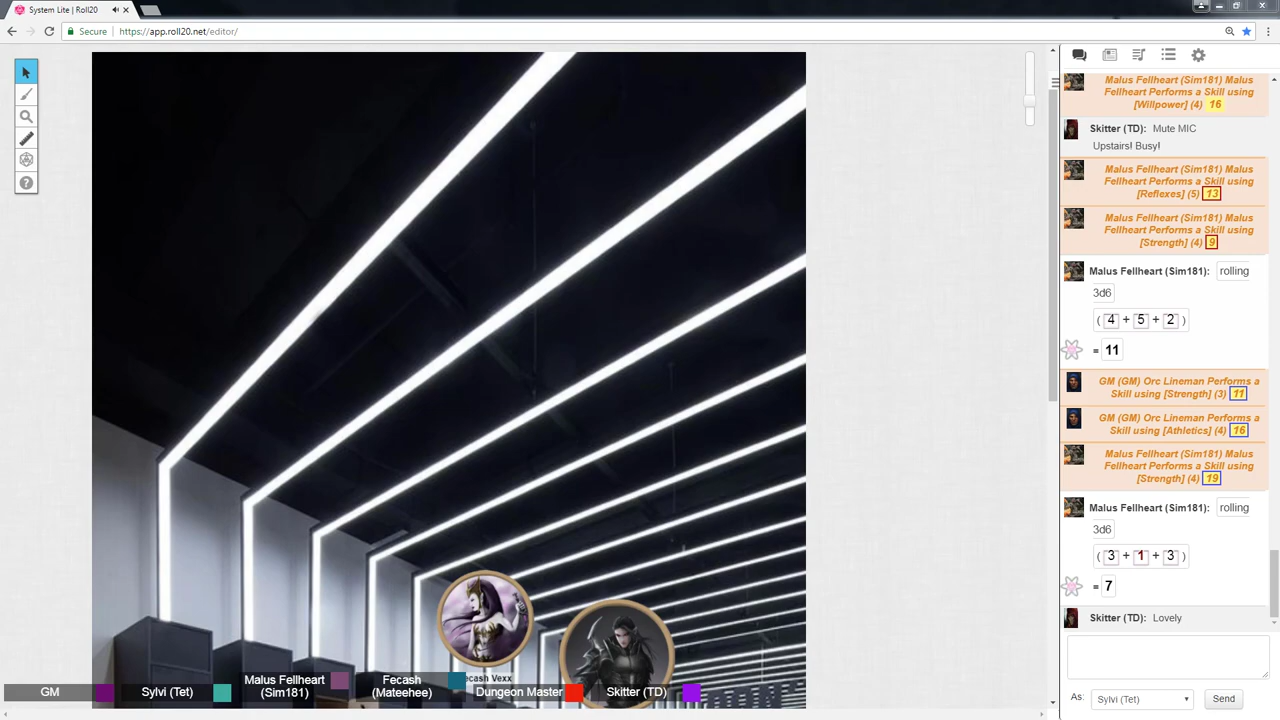 System Lite | Roll20
Secure
https://app.roll20.net/editor/
Malus Fellheart (Sim181) Malus
Fellheart Performs a Skill using
[Willpower] (4) 16
Skitter (TD): Mute MIC
Upstairs! Busy!
Malus Fellheart (Sim181) Malus
Fellheart Performs a Skill using
[Reflexes] (5) 13
Malus Fellheart (Sim181) Malus
Fellheart Performs a Skill using
[Strength] (4) 9
Malus Fellheart (Sim181): rolling
3d6
( 4 + 5 + 2 )
= 11
GM (GM) Orc Lineman Performs a
Skill using [Strength] (3) 11
GM (GM) Orc Lineman Performs a
Skill using [Athletics] (4) 16
Malus Fellheart (Sim181) Malus
Fellheart Performs a Skill using
[Strength] (4) 19
Malus Fellheart (Sim181): rolling
3d6
( 3 + 1 + 3 )
= 7
Skitter (TD): Lovely
As: Sylvi (Tet)
Send
ecash Vexx
GM
Sylvi (Tet)
Malus Fellheart
(Sim181)
Fecash
(Mateehee)
Dungeon Master
Skitter (TD)